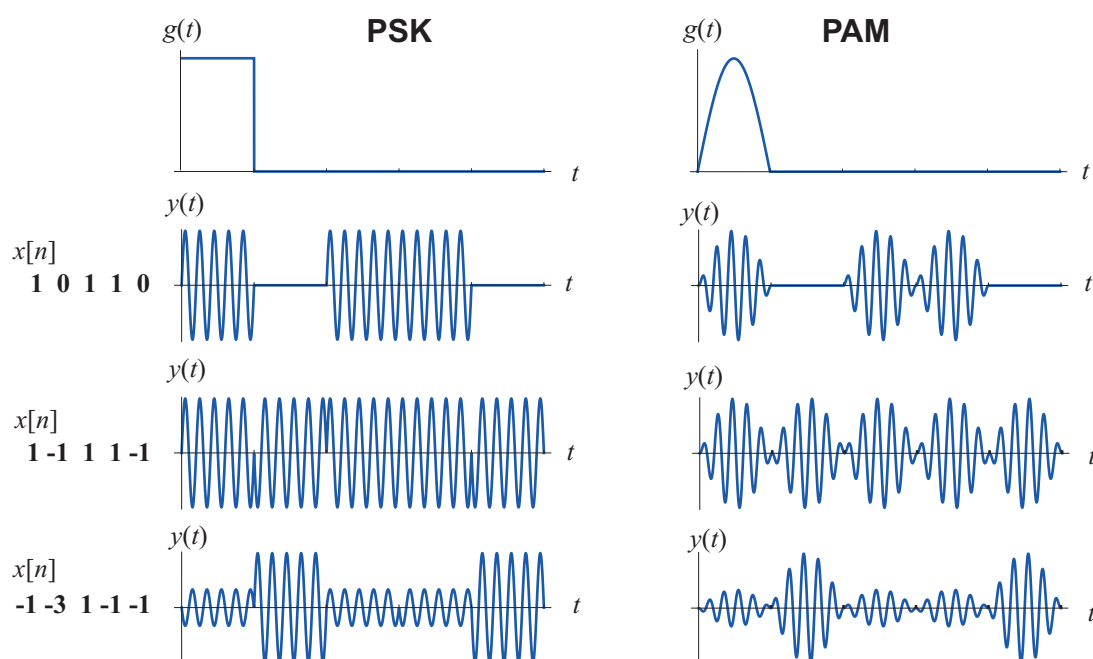 PSK PAM
g(t) g(t)
t t
y(t) y(t)
x[n]
1 0 1 1 0
t t
y(t) y(t)
x[n]
1 -1 1 1 -1
t t
y(t) y(t)
x[n]
-1 -3 1 -1 -1
t t